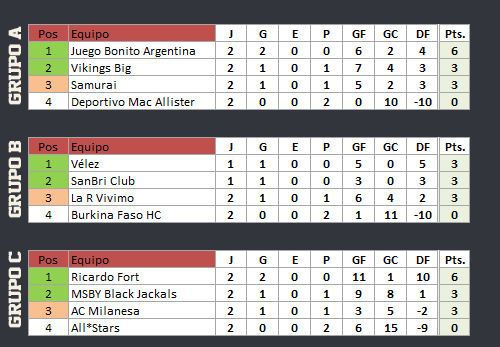 GRUPO A
Pos Equipo J G E P GF GC DF Pts.
1 Juego Bonito Argentina 2 2 0 0 6 2 4 6
2 Vikings Big 2 1 0 1 7 4 3 3
3 Samurai 2 1 0 1 5 2 3 3
4 Deportivo Mac Allister 2 0 0 2 0 10 -10 0
GRUPO B
Pos Equipo J G E P GF GC DF Pts.
1 Vélez 1 1 0 0 5 0 5 3
2 SanBri Club 1 1 0 0 3 0 3 3
3 La R Vivimo 2 1 0 1 6 4 2 3
4 Burkina Faso HC 2 0 0 2 1 11 -10 0
GRUPO C
Pos Equipo J G E P GF GC DF Pts.
1 Ricardo Fort 2 2 0 0 11 1 10 6
2 MSBY Black Jackals 2 1 0 1 9 8 1 3
3 AC Milanesa 2 1 0 1 3 5 -2 3
4 All*Stars 2 0 0 2 6 15 -9 0